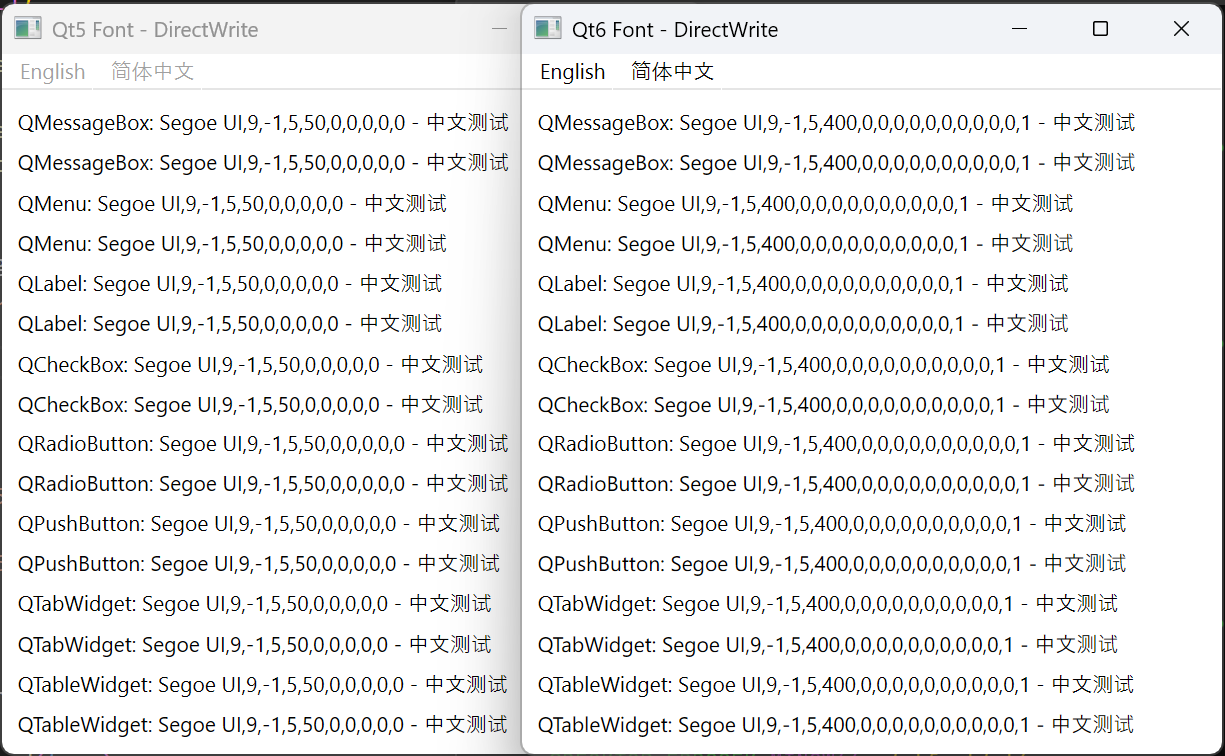 Qt5 Font - DirectWrite
English 简体中文
QMessageBox: Segoe UI,9,-1,5,50,0,0,0,0,0 - 中文测试
QMessageBox: Segoe UI,9,-1,5,50,0,0,0,0,0 - 中文测试
QMenu: Segoe UI,9,-1,5,50,0,0,0,0,0 - 中文测试
QMenu: Segoe UI,9,-1,5,50,0,0,0,0,0 - 中文测试
QLabel: Segoe UI,9,-1,5,50,0,0,0,0,0 - 中文测试
QLabel: Segoe UI,9,-1,5,50,0,0,0,0,0 - 中文测试
QCheckBox: Segoe UI,9,-1,5,50,0,0,0,0,0 - 中文测试
QCheckBox: Segoe UI,9,-1,5,50,0,0,0,0,0 - 中文测试
QRadioButton: Segoe UI,9,-1,5,50,0,0,0,0,0 - 中文测试
QRadioButton: Segoe UI,9,-1,5,50,0,0,0,0,0 - 中文测试
QPushButton: Segoe UI,9,-1,5,50,0,0,0,0,0 - 中文测试
QPushButton: Segoe UI,9,-1,5,50,0,0,0,0,0 - 中文测试
QTabWidget: Segoe UI,9,-1,5,50,0,0,0,0,0 - 中文测试
QTabWidget: Segoe UI,9,-1,5,50,0,0,0,0,0 - 中文测试
QTableWidget: Segoe UI,9,-1,5,50,0,0,0,0,0 - 中文测试
QTableWidget: Segoe UI,9,-1,5,50,0,0,0,0,0 - 中文测试
Qt6 Font - DirectWrite
English 简体中文
QMessageBox: Segoe UI,9,-1,5,400,0,0,0,0,0,0,0,0,0,0,1 - 中文测试
QMessageBox: Segoe UI,9,-1,5,400,0,0,0,0,0,0,0,0,0,0,1 - 中文测试
QMenu: Segoe UI,9,-1,5,400,0,0,0,0,0,0,0,0,0,0,1 - 中文测试
QMenu: Segoe UI,9,-1,5,400,0,0,0,0,0,0,0,0,0,0,1 - 中文测试
QLabel: Segoe UI,9,-1,5,400,0,0,0,0,0,0,0,0,0,0,1 - 中文测试
QLabel: Segoe UI,9,-1,5,400,0,0,0,0,0,0,0,0,0,0,1 - 中文测试
QCheckBox: Segoe UI,9,-1,5,400,0,0,0,0,0,0,0,0,0,0,1 - 中文测试
QCheckBox: Segoe UI,9,-1,5,400,0,0,0,0,0,0,0,0,0,0,1 - 中文测试
QRadioButton: Segoe UI,9,-1,5,400,0,0,0,0,0,0,0,0,0,0,1 - 中文测试
QRadioButton: Segoe UI,9,-1,5,400,0,0,0,0,0,0,0,0,0,0,1 - 中文测试
QPushButton: Segoe UI,9,-1,5,400,0,0,0,0,0,0,0,0,0,0,1 - 中文测试
QPushButton: Segoe UI,9,-1,5,400,0,0,0,0,0,0,0,0,0,0,1 - 中文测试
QTabWidget: Segoe UI,9,-1,5,400,0,0,0,0,0,0,0,0,0,0,1 - 中文测试
QTabWidget: Segoe UI,9,-1,5,400,0,0,0,0,0,0,0,0,0,0,1 - 中文测试
QTableWidget: Segoe UI,9,-1,5,400,0,0,0,0,0,0,0,0,0,0,1 - 中文测试
QTableWidget: Segoe UI,9,-1,5,400,0,0,0,0,0,0,0,0,0,0,1 - 中文测试